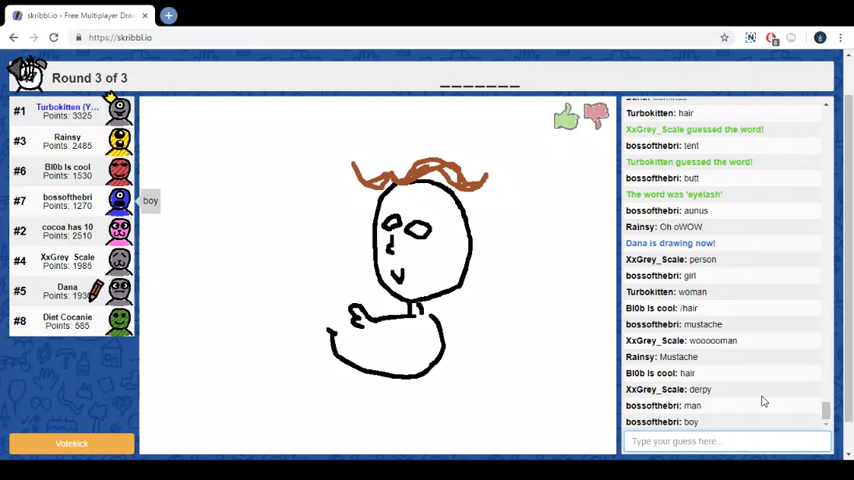 skribbl.io - Free Multiplayer Dra
https://skribbl.io
Round 3 of 3
_ _ _ _ _ _ _
#1
Turbokitten (Y...
Points: 3325
#3
Rainsy
Points: 2485
#6
Bl0b Is cool
Points: 1530
#7
bossofthebri
Points: 1270
#2
cocoa has 10
Points: 2510
#4
XxGrey_Scale
Points: 1985
#5
Dana
Points: 193
#8
Diet Cocanie
Points: 585
Votekick
boy
Turbokitten: hair
XxGrey_Scale guessed the word!
bossofthebri: tent
Turbokitten guessed the word!
bossofthebri: butt
The word was 'eyelash'
bossofthebri: aunus
Rainsy: Oh oWOW
Dana is drawing now!
XxGrey_Scale: person
bossofthebri: girl
Turbokitten: woman
Bl0b Is cool: /hair
bossofthebri: mustache
XxGrey_Scale: woooooman
Rainsy: Mustache
Bl0b Is cool: hair
XxGrey_Scale: derpy
bossofthebri: man
bossofthebri: boy
Type your guess here...